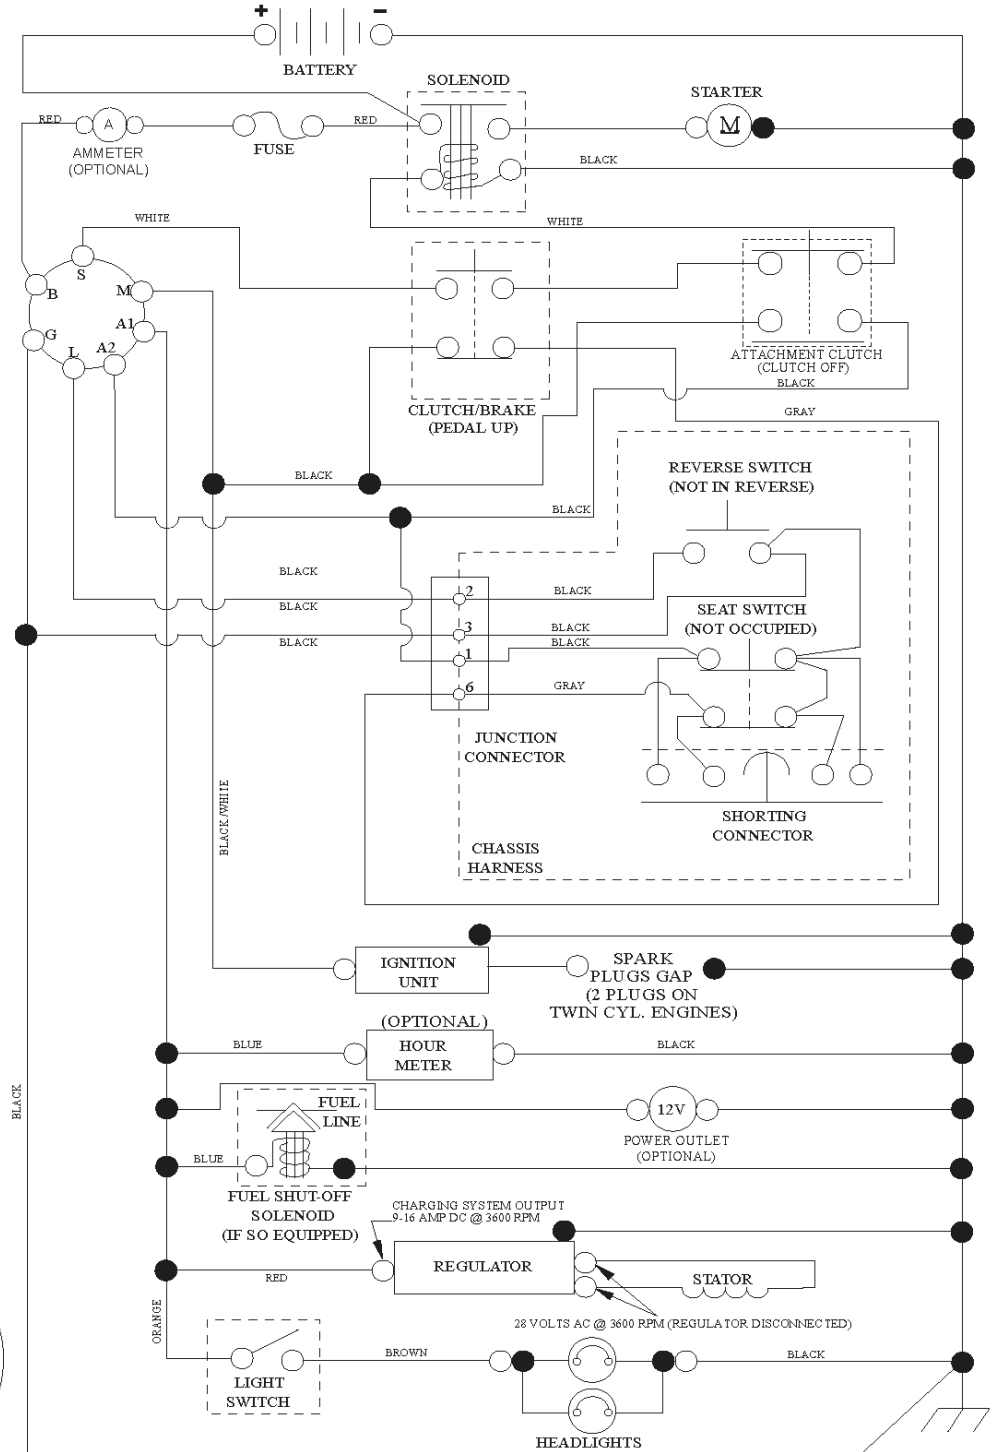 + −
BATTERY
SOLENOID
STARTER
RED
A
RED
M
AMMETER
(OPTIONAL)
FUSE
BLACK
WHITE
WHITE
S
B
M
G
A1
L
A2
ATTACHMENT CLUTCH
(CLUTCH OFF)
BLACK
CLUTCH/BRAKE
(PEDAL UP)
GRAY
BLACK
BLACK
REVERSE SWITCH
(NOT IN REVERSE)
BLACK
2
BLACK
BLACK
3
BLACK
SEAT SWITCH
(NOT OCCUPIED)
BLACK
1
BLACK
6
GRAY
JUNCTION
CONNECTOR
SHORTING
CONNECTOR
BLACK/WHITE
CHASSIS
HARNESS
IGNITION
UNIT
SPARK
PLUGS GAP
(2 PLUGS ON
TWIN CYL. ENGINES)
(OPTIONAL)
HOUR
METER
BLUE
BLACK
BLACK
FUEL
LINE
12V
POWER OUTLET
(OPTIONAL)
BLUE
FUEL SHUT-OFF
SOLENOID
(IF SO EQUIPPED)
CHARGING SYSTEM OUTPUT
9-16 AMP DC @ 3600 RPM
REGULATOR
RED
STATOR
ORANGE
28 VOLTS AC @ 3600 RPM (REGULATOR DISCONNECTED)
BROWN
BLACK
LIGHT
SWITCH
HEADLIGHTS